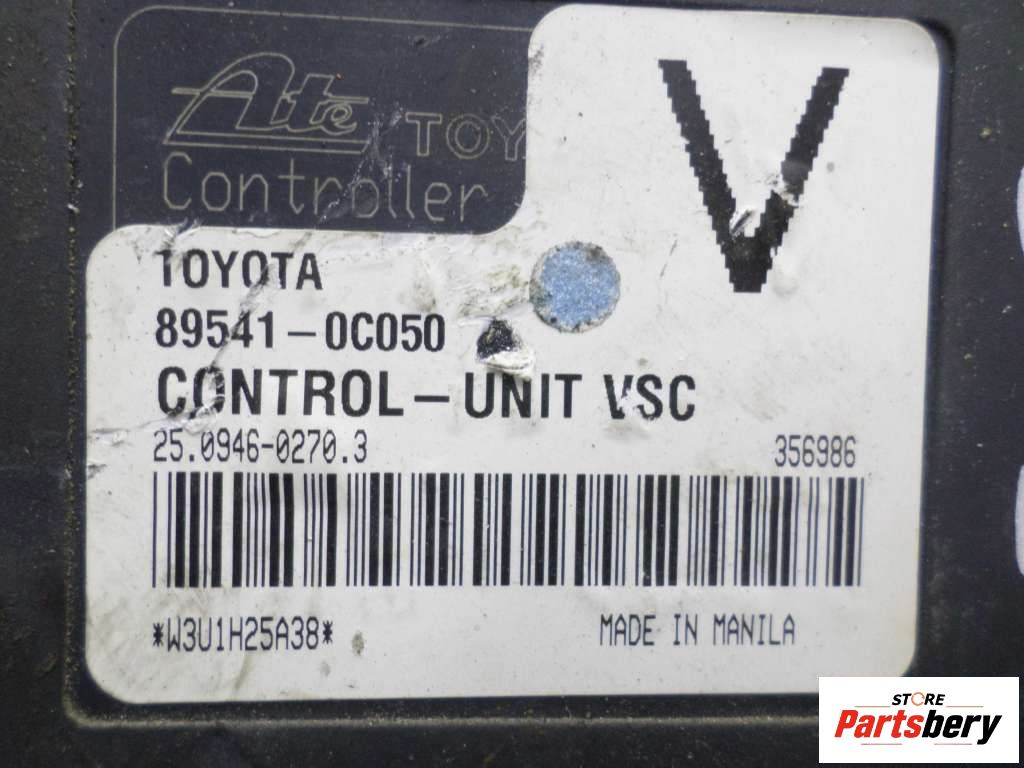 Ate TOY
Controller
V
TOYOTA
89541-0C050
CONTROL-UNIT VSC
25.0946-0270.3 356986
*W3U1H25A38* MADE IN MANILA
STORE
Partsbery